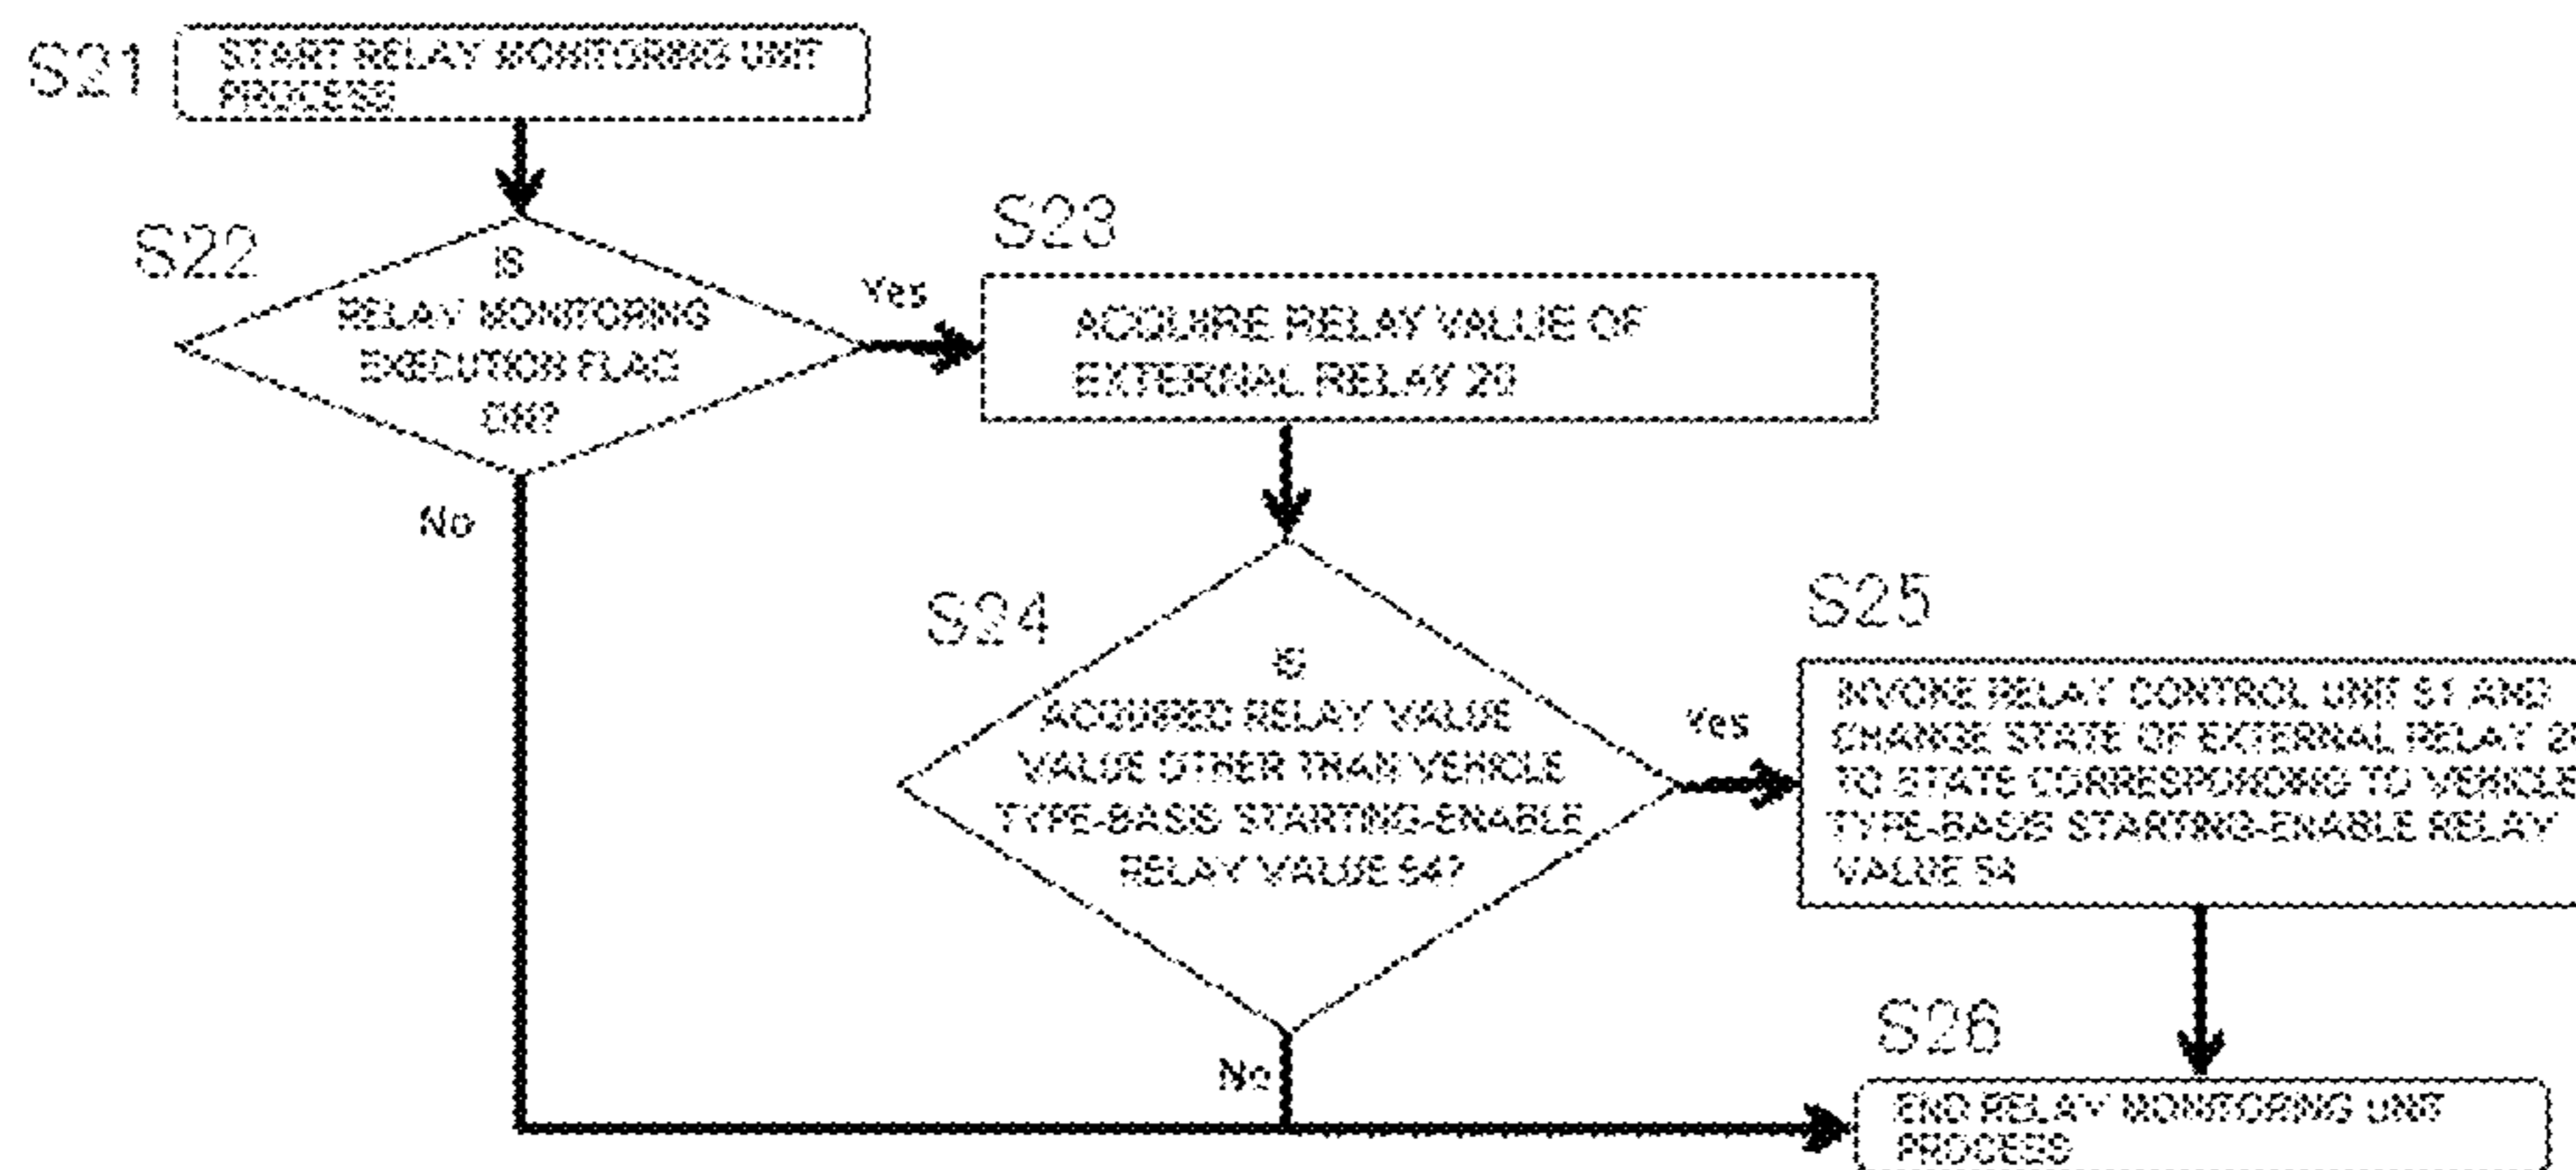 S21
START RELAY MONITORING UNIT
PROCESS
S22
IS
RELAY MONITORING
EXECUTION FLAG
ON?
Yes
No
S23
ACQUIRE RELAY VALUE OF
EXTERNAL RELAY 20
S24
IS
ACQUIRED RELAY VALUE
VALUE OTHER THAN VEHICLE
TYPE-BASIS STARTING-ENABLE
RELAY VALUE 54?
Yes
No
S25
INVOKE RELAY CONTROL UNIT 51 AND
CHANGE STATE OF EXTERNAL RELAY
TO STATE CORRESPONDING TO VEHICLE
TYPE-BASIS STARTING-ENABLE RELAY
VALUE 54
S26
END RELAY MONITORING UNIT
PROCESS